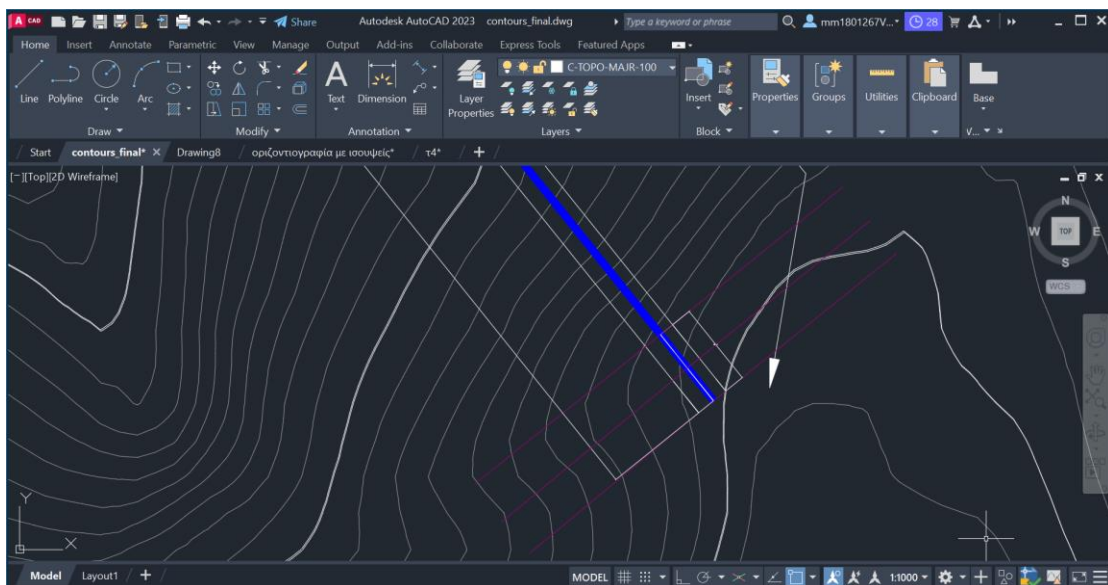 A CAD Share Autodesk AutoCAD 2023 contours_final.dwg Type a keyword or phrase mm1801267V... 28
Home Insert Annotate Parametric View Manage Output Add-ins Collaborate Express Tools Featured Apps
Line Polyline Circle Arc Text Dimension Layer Properties C-TOPO-MAJR-100 Insert Properties Groups Utilities Clipboard Base
Draw Modify Annotation Layers Block V...
Start contours_final* Drawing8 οριζοντιογραφία με ισουψείς* τ4*
[−][Top][2D Wireframe]
N
W TOP E
S
WCS
Y
X
Model Layout1 MODEL 1:1000